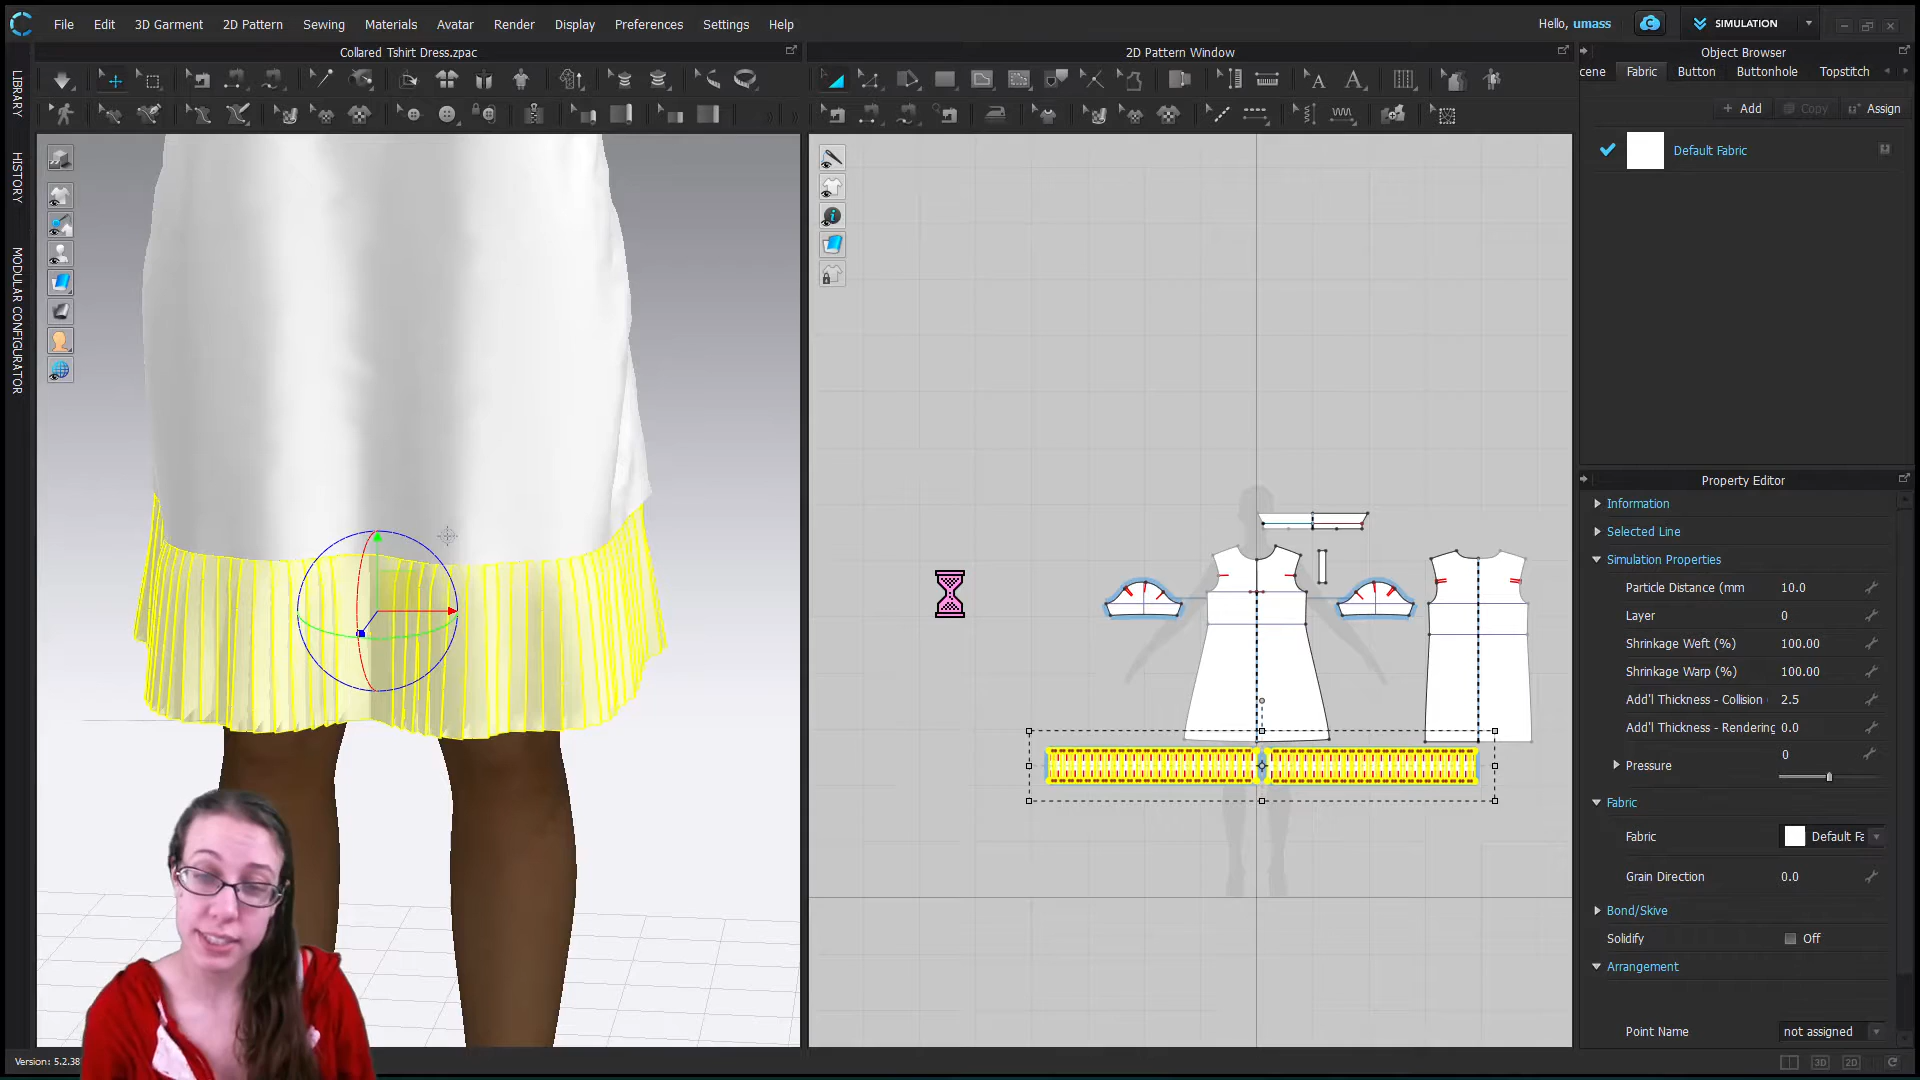 File Edit 3D Garment 2D Pattern Sewing Materials Avatar Render Display Preferences Settings Help
Hello, umass
SIMULATION
Collared Tshirt Dress.zpac
2D Pattern Window
Object Browser
cene Fabric Button Buttonhole Topstitch
+ Add Copy Assign
Default Fabric
LIBRARY
HISTORY
MODULAR CONFIGURATOR
Property Editor
Information
Selected Line
Simulation Properties
Particle Distance (mm 10.0
Layer 0
Shrinkage Weft (%) 100.00
Shrinkage Warp (%) 100.00
Add'l Thickness - Collision 2.5
Add'l Thickness - Rendering 0.0
Pressure 0
Fabric
Fabric Default Fa
Grain Direction 0.0
Bond/Skive
Solidify Off
Arrangement
Point Name not assigned
Version: 5.2.38
3D 2D